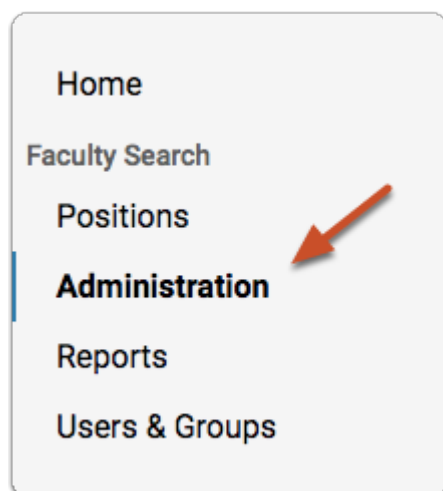 Home
Faculty Search
Positions
Administration
Reports
Users & Groups